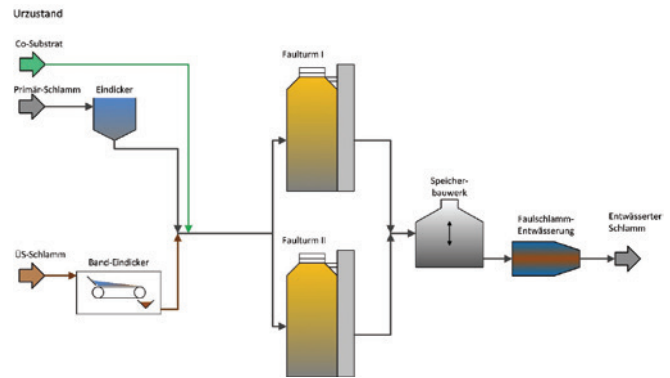 Urzustand
Co-Substrat
Primär-Schlamm
Eindicker
ÜS-Schlamm
Band-Eindicker
Faulturm I
Faulturm II
Speicher-
bauwerk
Faulschlamm-
Entwässerung
Entwässerter
Schlamm